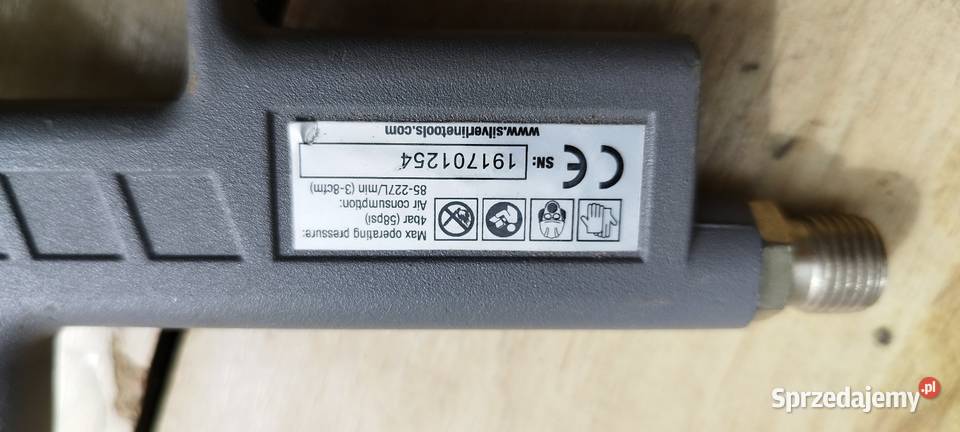 Max operating pressure:
4bar (58psi)
Air consumption:
85-227L/min (3-8cfm)
CE SN: 191701254
www.silverlinetools.com
Sprzedajemy.pl